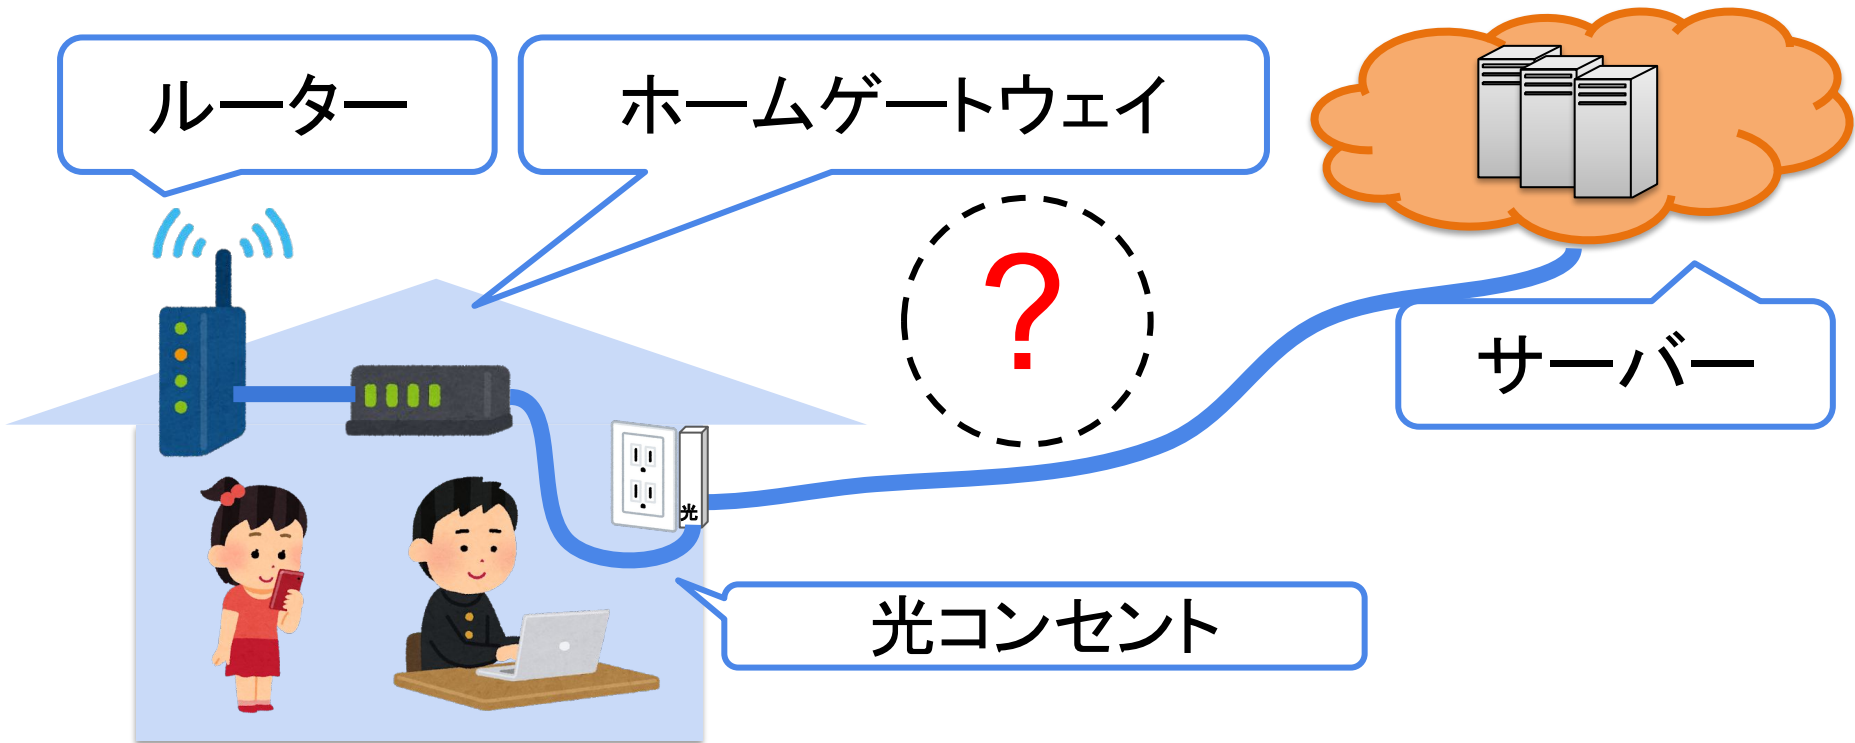 ルーター
ホームゲートウェイ
?
サーバー
光
光コンセント